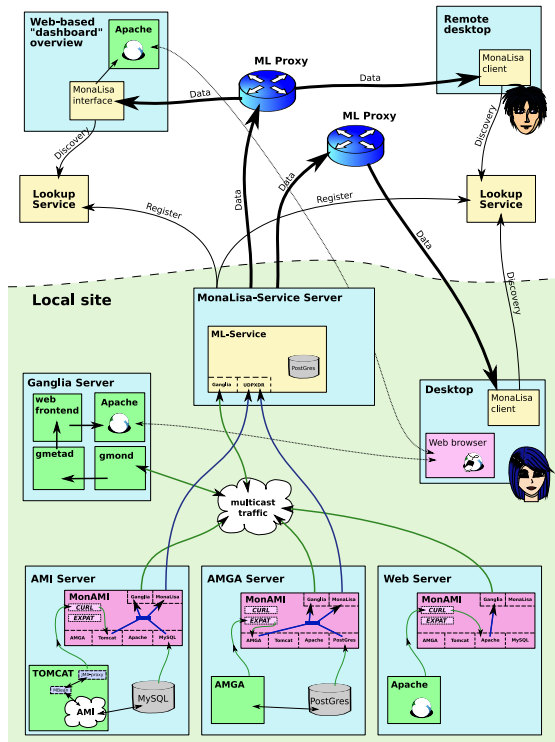 Web-based
"dashboard"
overview
Apache
MonaLisa
interface
ML Proxy
Data
Data
Remote
desktop
MonaLisa
client
ML Proxy
Discovery
Discovery
Lookup
Service
Register
Data
Data
Register
Lookup
Service
Data
Discovery
Local site
MonaLisa-Service Server
ML-Service
PostGres
Ganglia
UDPXDR
Ganglia Server
web
frontend
Apache
gmetad
gmond
Desktop
MonaLisa
client
Web browser
multicast
traffic
AMI Server
MonAMI
Ganglia
MonaLisa
CURL
EXPAT
AMGA
Tomcat
Apache
MySQL
TOMCAT
JMXproxy
MBean
AMI
MySQL
AMGA Server
MonAMI
Ganglia
MonaLisa
CURL
EXPAT
AMGA
Tomcat
Apache
PostGres
AMGA
PostGres
Web Server
MonAMI
Ganglia
MonaLisa
CURL
EXPAT
AMGA
Tomcat
Apache
MySQL
Apache